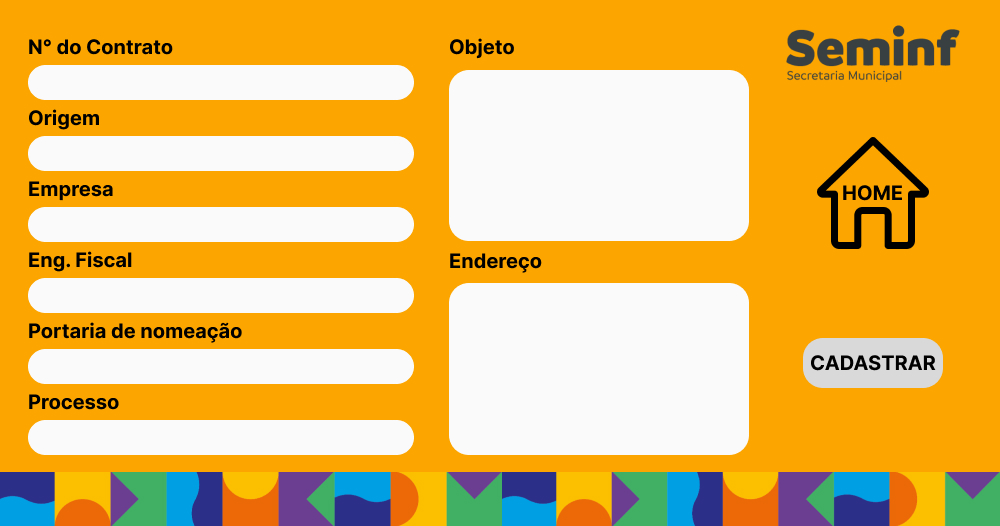 N° do Contrato
Origem
Empresa
Eng. Fiscal
Portaria de nomeação
Processo
Objeto
Endereço
Seminf
Secretaria Municipal
HOME
CADASTRAR